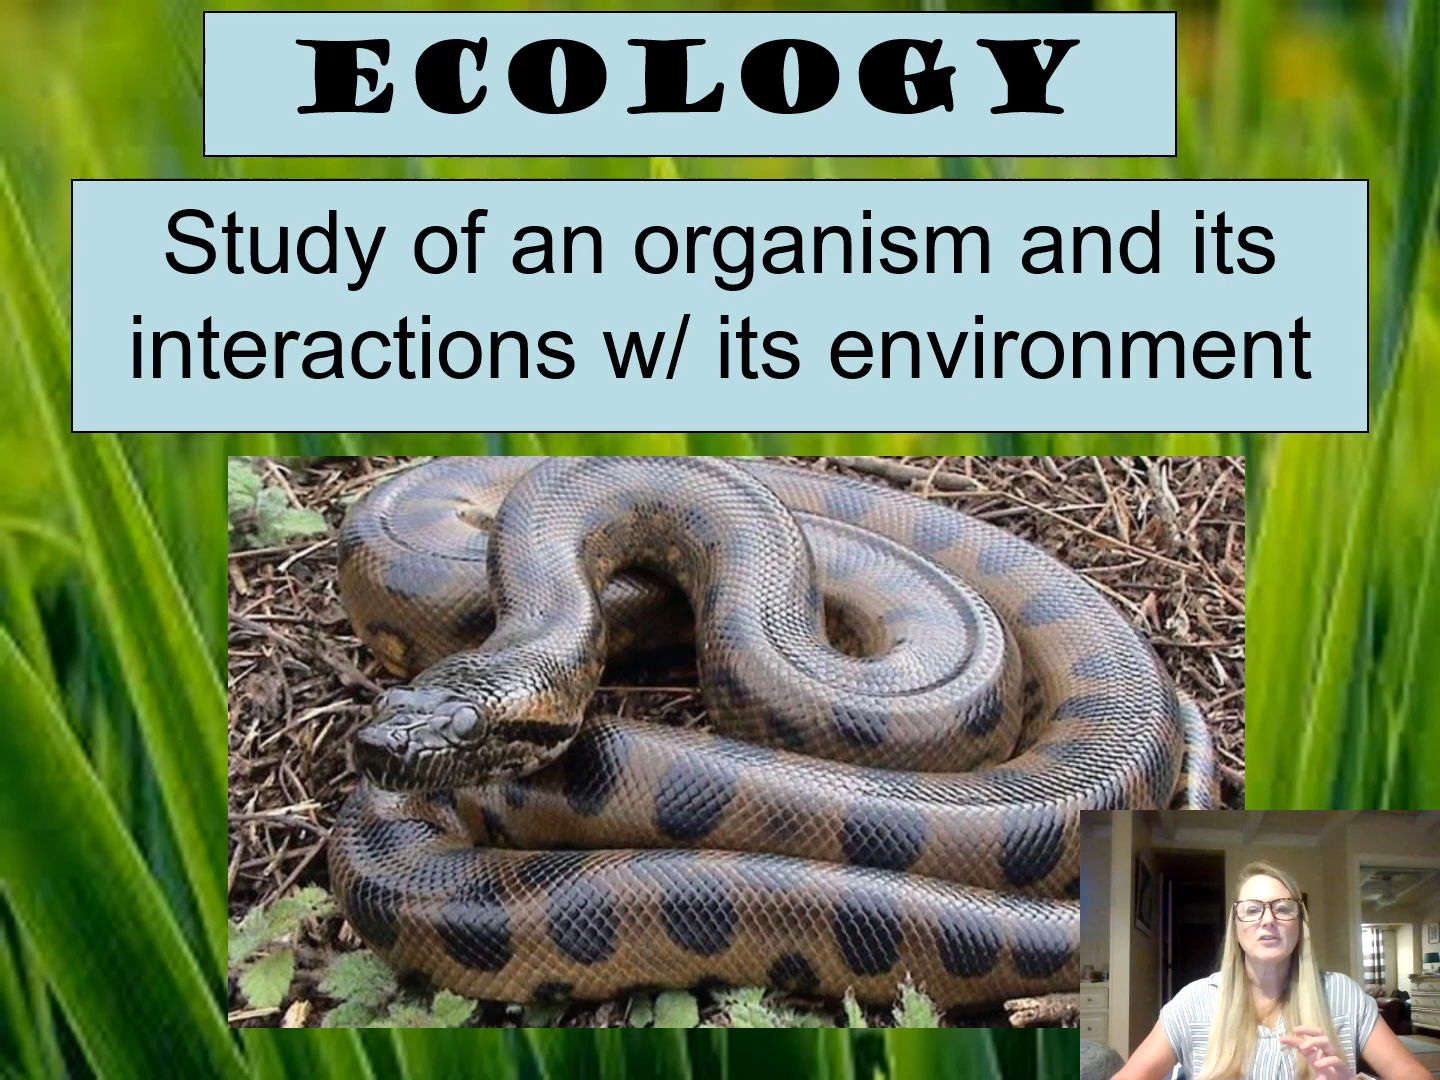 ECOLOGY
Study of an organism and its
interactions w/ its environment